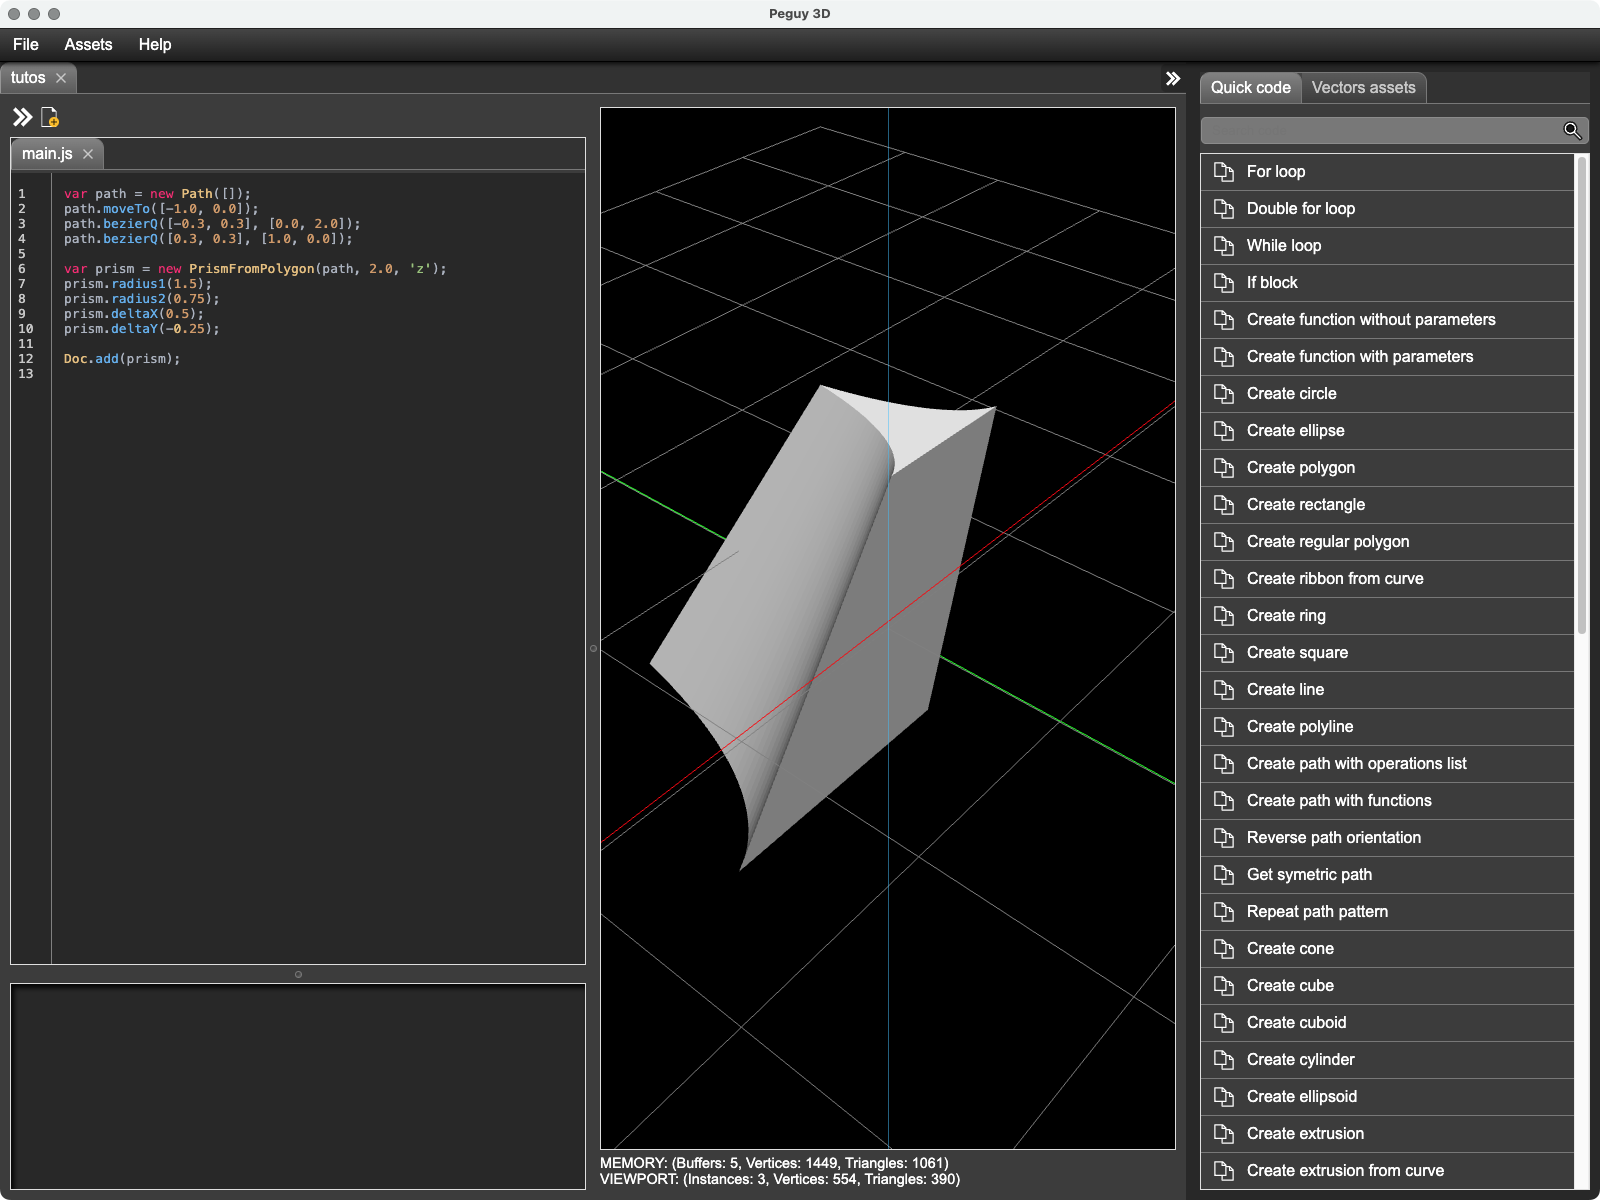 Peguy 3D
File Assets Help
tutos
main.js
1 var path = new Path([]);
2 path.moveTo([-1.0, 0.0]);
3 path.bezierQ([-0.3, 0.3], [0.0, 2.0]);
4 path.bezierQ([0.3, 0.3], [1.0, 0.0]);
5
6 var prism = new PrismFromPolygon(path, 2.0, 'z');
7 prism.radius1(1.5);
8 prism.radius2(0.75);
9 prism.deltaX(0.5);
10 prism.deltaY(-0.25);
11
12 Doc.add(prism);
13
MEMORY: (Buffers: 5, Vertices: 1449, Triangles: 1061)
VIEWPORT: (Instances: 3, Vertices: 554, Triangles: 390)
Quick code Vectors assets
For loop
Double for loop
While loop
If block
Create function without parameters
Create function with parameters
Create circle
Create ellipse
Create polygon
Create rectangle
Create regular polygon
Create ribbon from curve
Create ring
Create square
Create line
Create polyline
Create path with operations list
Create path with functions
Reverse path orientation
Get symetric path
Repeat path pattern
Create cone
Create cube
Create cuboid
Create cylinder
Create ellipsoid
Create extrusion
Create extrusion from curve